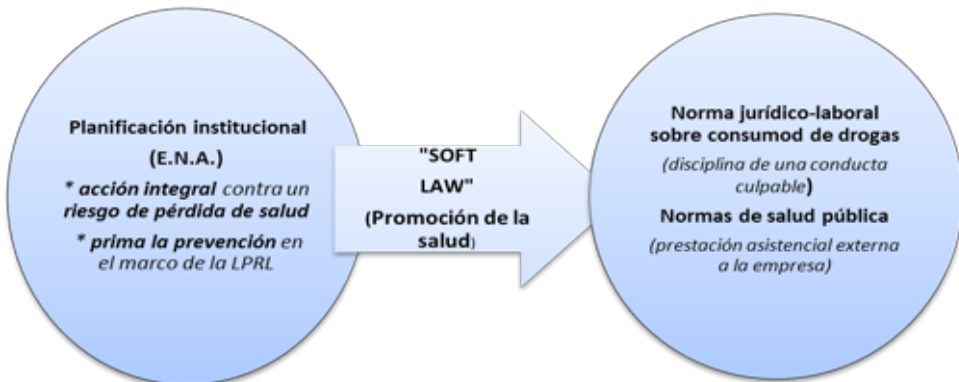 Planificación institucional
(E.N.A.)
* acción integral contra un
riesgo de pérdida de salud
* prima la prevención en
el marco de la LPRL
"SOFT
LAW"
(Promoción de la
salud)
Norma jurídico-laboral
sobre consumod de drogas
(disciplina de una conducta
culpable)
Normas de salud pública
(prestación asistencial externa
a la empresa)